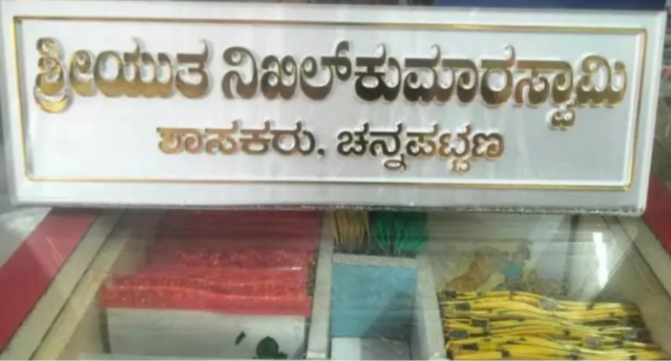 ಶ್ರೀಯುತ ನಿಖಿಲ್‌ಕುಮಾರಸ್ವಾಮಿ
ಶಾಸಕರು, ಚನ್ನಪಟ್ಟಣ